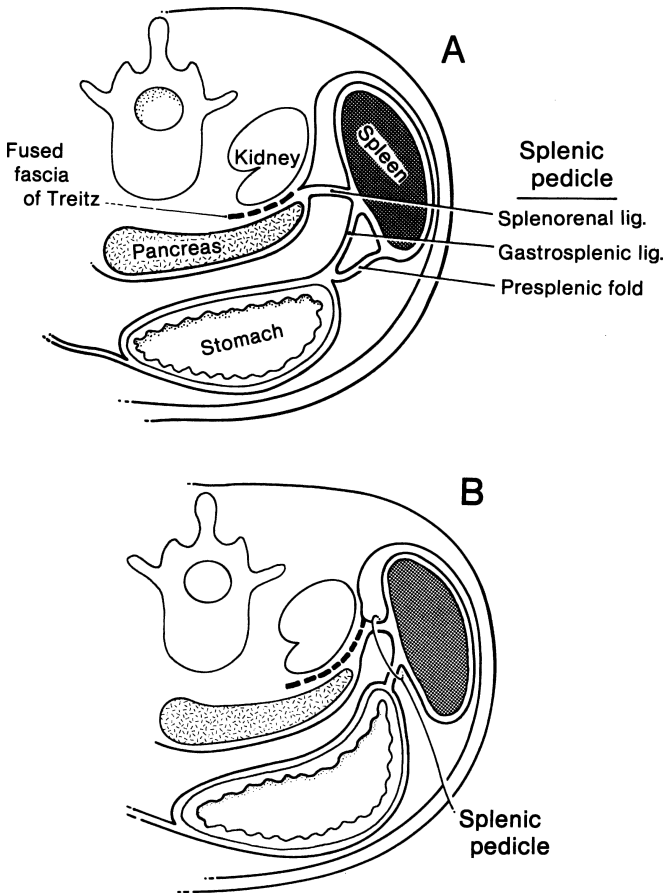 A
Fused
fascia
of Treitz
Kidney
Spleen
Splenic
pedicle
Splenorenal lig.
Gastrosplenic lig.
Presplenic fold
Pancreas
Stomach
B
Splenic
pedicle